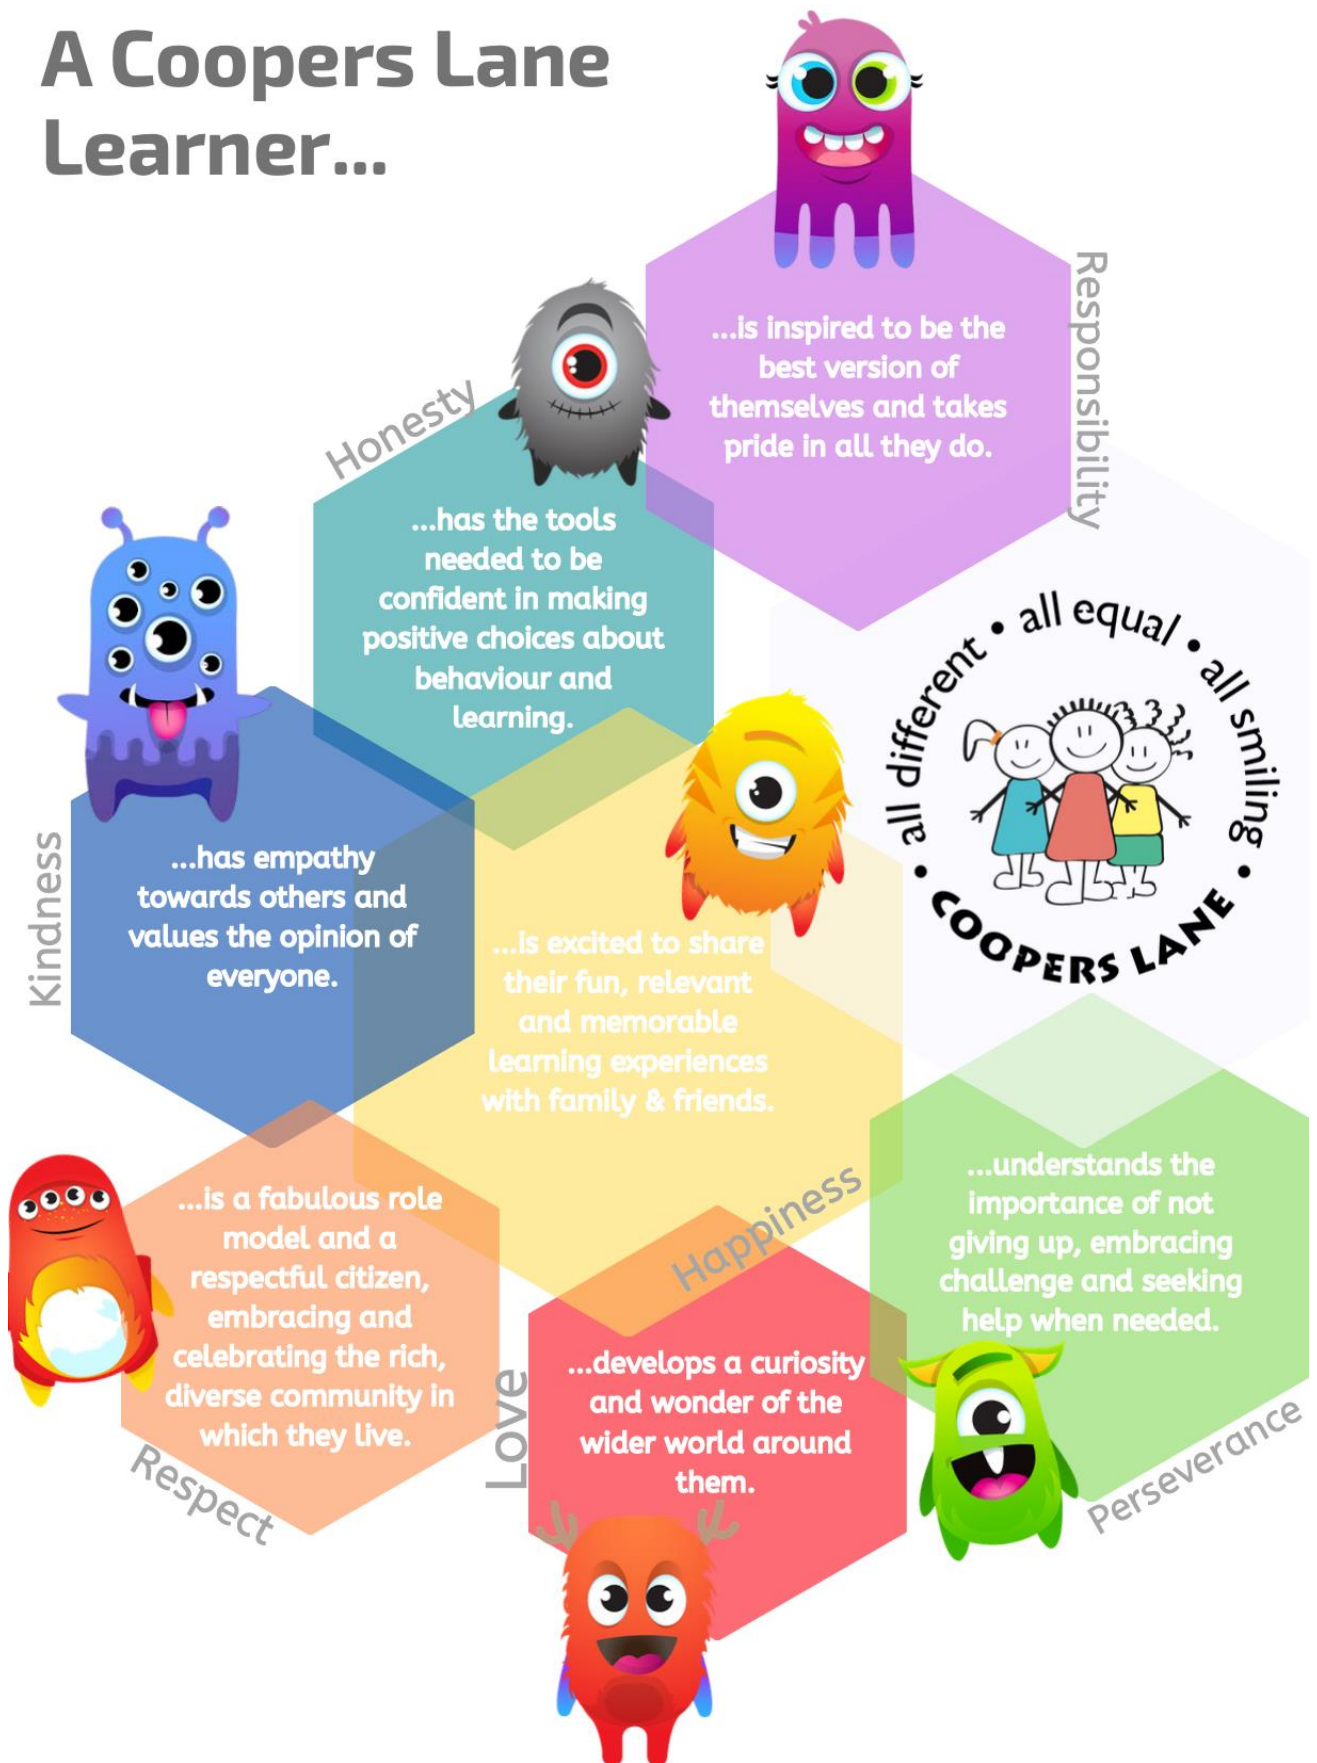 A Coopers Lane
Learner...
Responsibility
...is inspired to be the
best version of
themselves and takes
pride in all they do.
Honesty
...has the tools
needed to be
confident in making
positive choices about
behaviour and
learning.
• all different • all equal • all smiling •
COOPERS LANE
Kindness
...has empathy
towards others and
values the opinion of
everyone.
...is excited to share
their fun, relevant
and memorable
learning experiences
with family & friends.
Happiness
...understands the
importance of not
giving up, embracing
challenge and seeking
help when needed.
Perseverance
...is a fabulous role
model and a
respectful citizen,
embracing and
celebrating the rich,
diverse community in
which they live.
Respect
Love
...develops a curiosity
and wonder of the
wider world around
them.